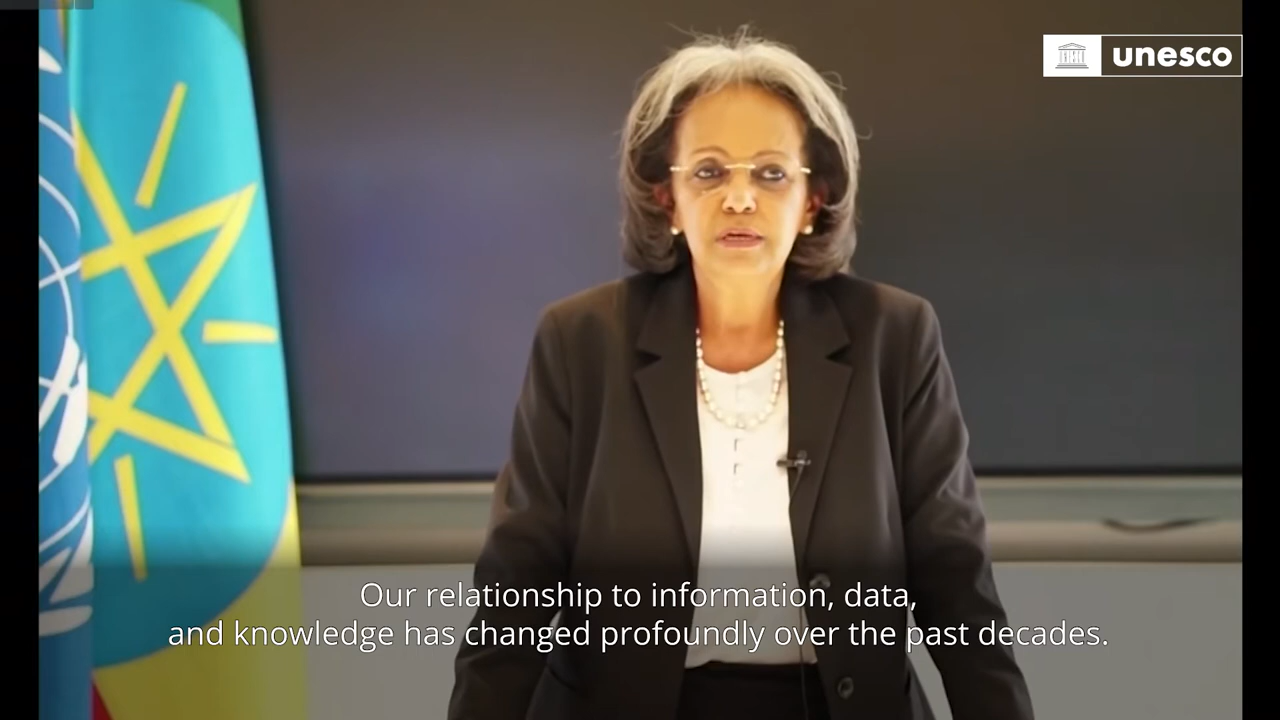 unesco
Our relationship to information, data,
and knowledge has changed profoundly over the past decades.